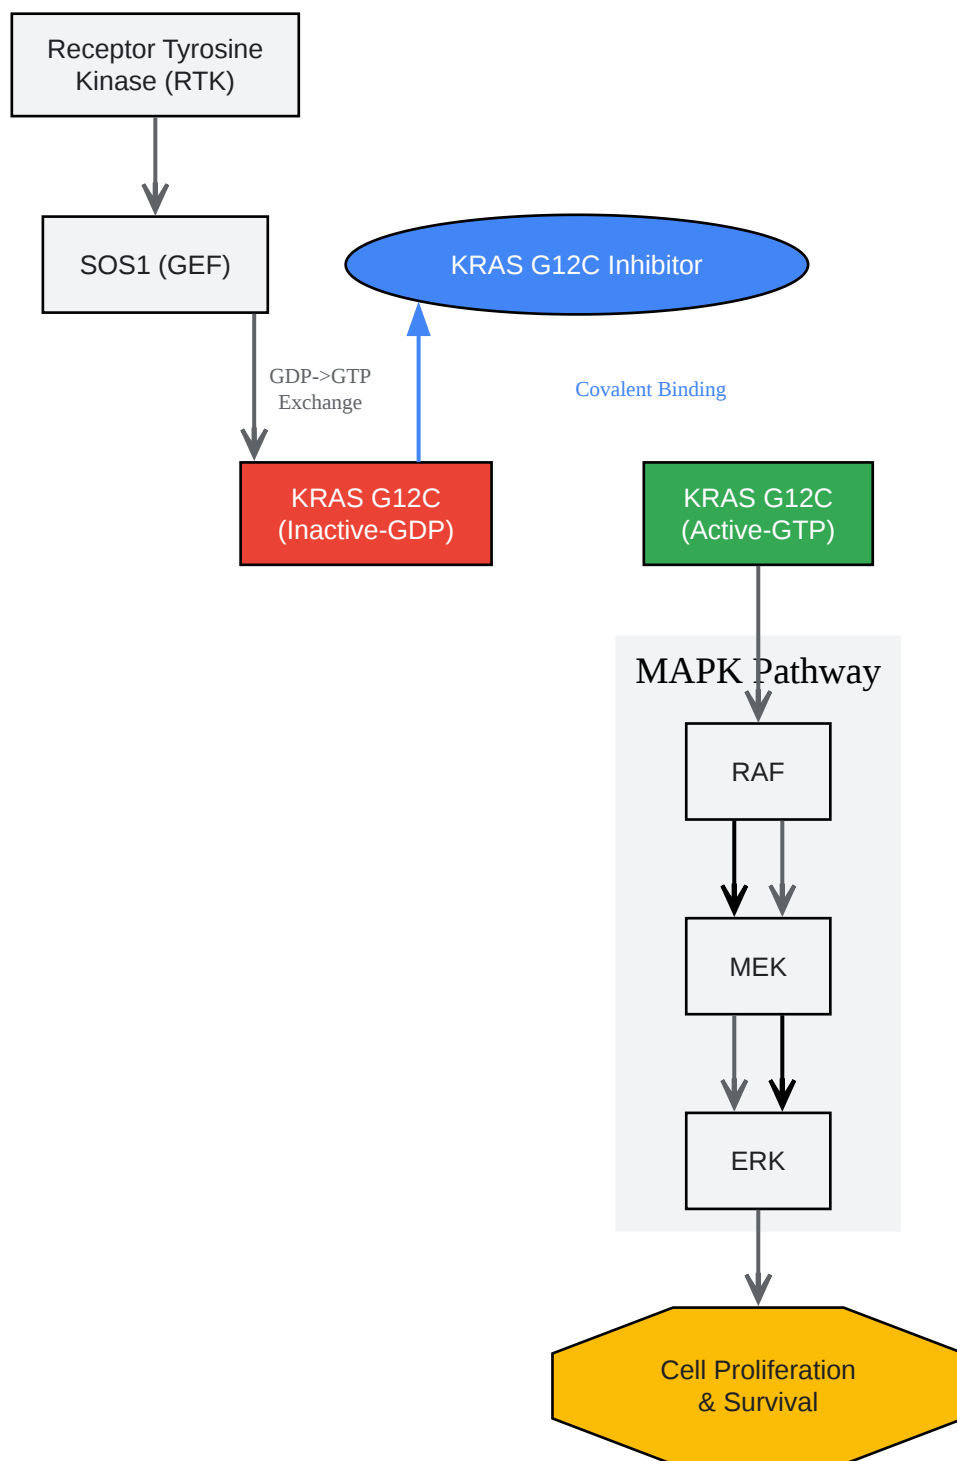 Receptor Tyrosine
Kinase (RTK)
SOS1 (GEF)
KRAS G12C Inhibitor
GDP->GTP
Exchange
Covalent Binding
KRAS G12C
(Inactive-GDP)
KRAS G12C
(Active-GTP)
MAPK Pathway
RAF
MEK
ERK
Cell Proliferation
& Survival